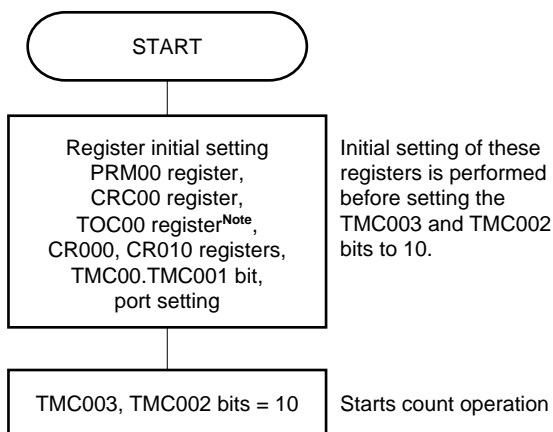 START
Register initial setting
PRM00 register,
CRC00 register,
TOC00 registerNote,
CR000, CR010 registers,
TMC00.TMC001 bit,
port setting
Initial setting of these
registers is performed
before setting the
TMC003 and TMC002
bits to 10.
TMC003, TMC002 bits = 10
Starts count operation